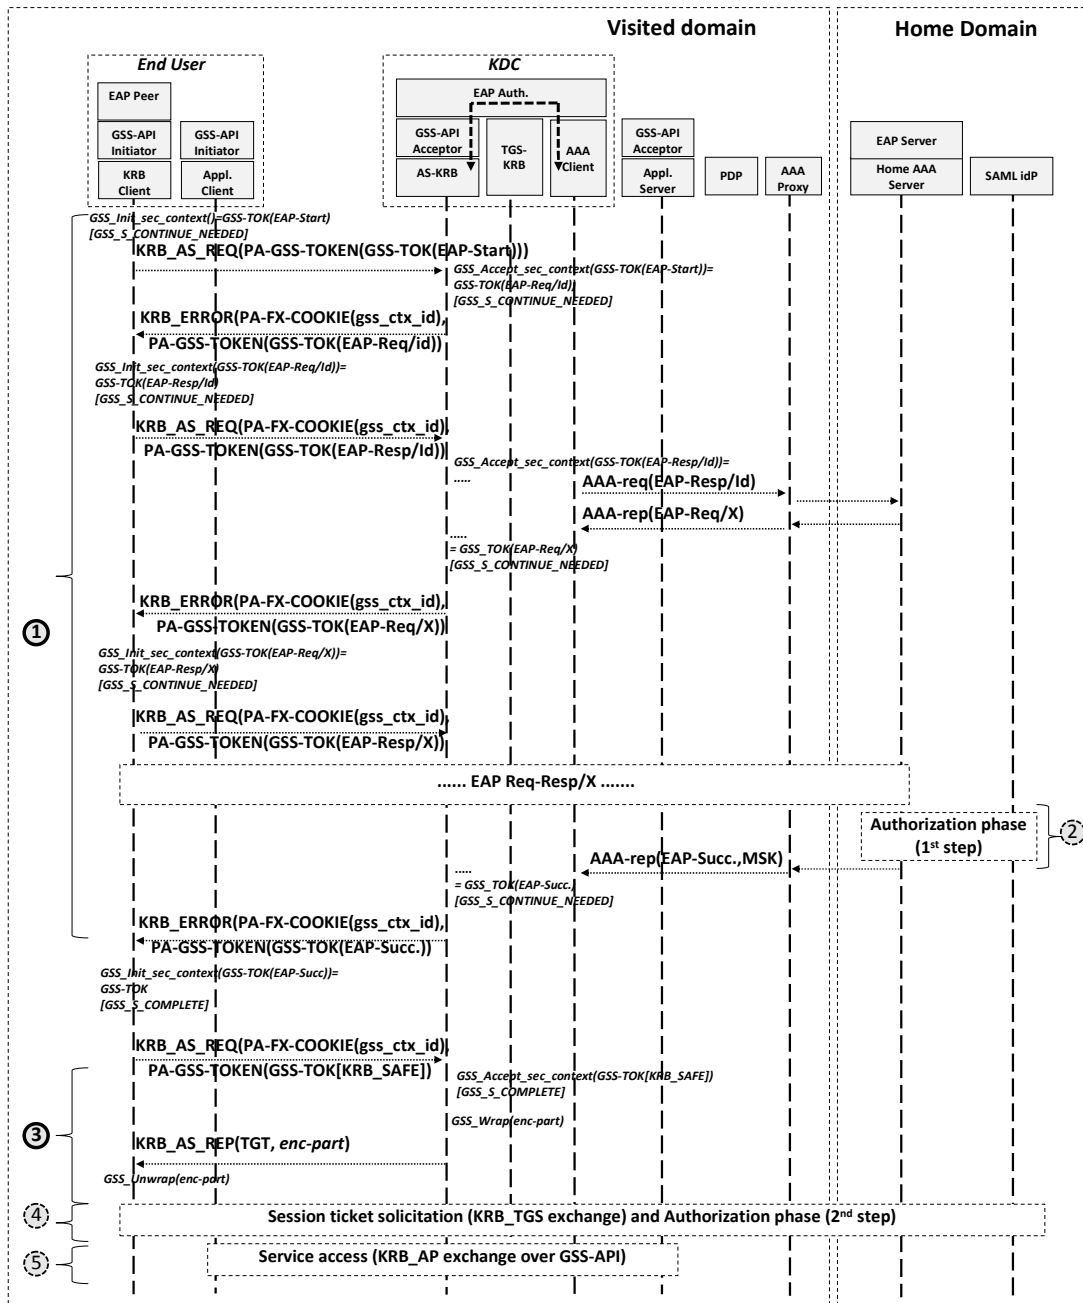 Visited domain
Home Domain
End User
KDC
EAP Peer
EAP Auth.
GSS-API
Initiator
GSS-API
Initiator
GSS-API
Acceptor
TGS-
KRB
AAA
Client
GSS-API
Acceptor
EAP Server
KRB
Client
Appl.
Client
AS-KRB
Appl.
Server
PDP
AAA
Proxy
Home AAA
Server
SAML idP
GSS_Init_sec_context()=GSS-TOK(EAP-Start)
[GSS_S_CONTINUE_NEEDED]
KRB_AS_REQ(PA-GSS-TOKEN(GSS-TOK(EAP-Start)))
GSS_Accept_sec_context(GSS-TOK(EAP-Start))=
GSS-TOK(EAP-Req/Id))
[GSS_S_CONTINUE_NEEDED]
KRB_ERROR(PA-FX-COOKIE(gss_ctx_id),
PA-GSS-TOKEN(GSS-TOK(EAP-Req/id))
GSS_Init_sec_context(GSS-TOK(EAP-Req/Id))=
GSS-TOK(EAP-Resp/Id)
[GSS_S_CONTINUE_NEEDED]
KRB_AS_REQ(PA-FX-COOKIE(gss_ctx_id),
PA-GSS-TOKEN(GSS-TOK(EAP-Resp/Id))
GSS_Accept_sec_context(GSS-TOK(EAP-Resp/Id))=
.....
AAA-req(EAP-Resp/Id)
AAA-rep(EAP-Req/X)
.....
= GSS_TOK(EAP-Req/X)
[GSS_S_CONTINUE_NEEDED]
KRB_ERROR(PA-FX-COOKIE(gss_ctx_id),
PA-GSS-TOKEN(GSS-TOK(EAP-Req/X))
1
GSS_Init_sec_context(GSS-TOK(EAP-Req/X))=
GSS-TOK(EAP-Resp/X)
[GSS_S_CONTINUE_NEEDED]
KRB_AS_REQ(PA-FX-COOKIE(gss_ctx_id),
PA-GSS-TOKEN(GSS-TOK(EAP-Resp/X))
...... EAP Req-Resp/X .......
Authorization phase
(1st step)
2
AAA-rep(EAP-Succ.,MSK)
.....
= GSS_TOK(EAP-Succ.)
[GSS_S_CONTINUE_NEEDED]
KRB_ERROR(PA-FX-COOKIE(gss_ctx_id),
PA-GSS-TOKEN(GSS-TOK(EAP-Succ.))
GSS_Init_sec_context(GSS-TOK(EAP-Succ))=
GSS-TOK
[GSS_S_COMPLETE]
KRB_AS_REQ(PA-FX-COOKIE(gss_ctx_id),
PA-GSS-TOKEN(GSS-TOK[KRB_SAFE])
GSS_Accept_sec_context(GSS-TOK[KRB_SAFE])
[GSS_S_COMPLETE]
GSS_Wrap(enc-part)
3
KRB_AS_REP(TGT, enc-part)
GSS_Unwrap(enc-part)
4
Session ticket solicitation (KRB_TGS exchange) and Authorization phase (2nd step)
5
Service access (KRB_AP exchange over GSS-API)